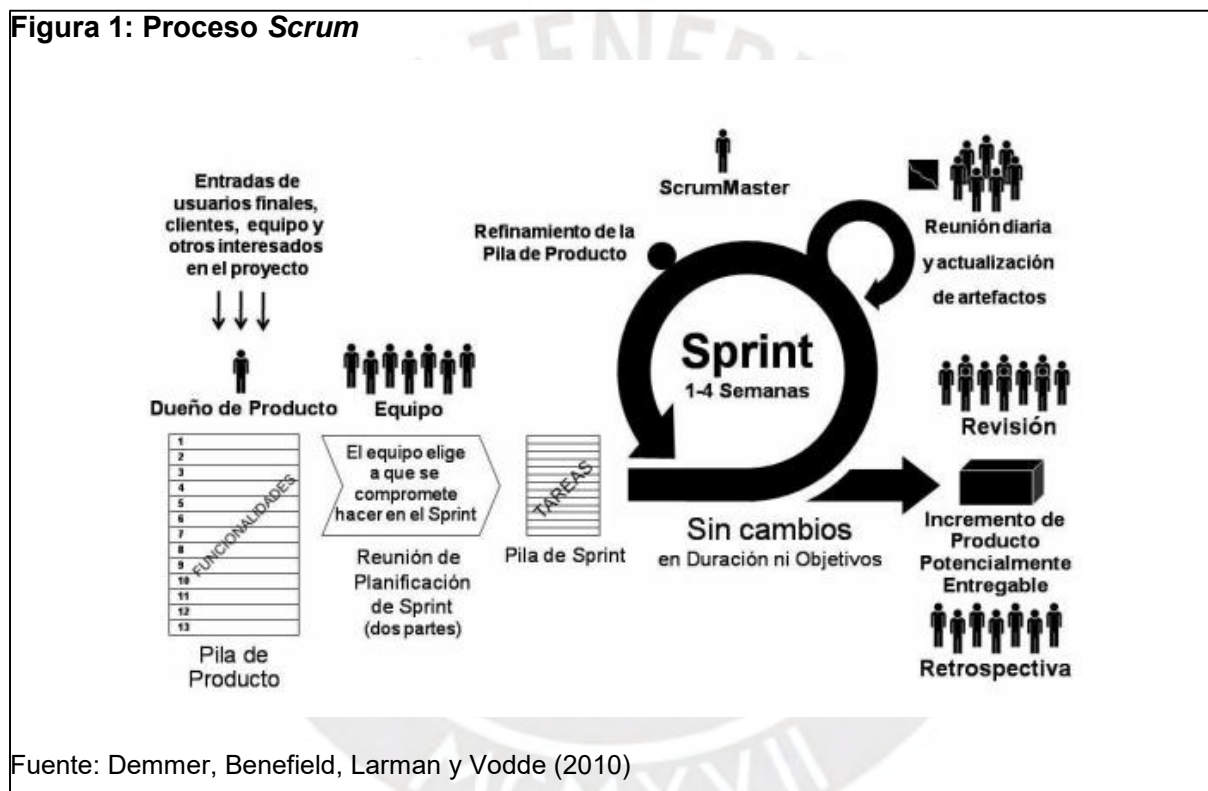 Figura 1: Proceso Scrum
TENEB
Entradas de
usuarios finales,
clientes, equipo y
otros interesados
en el proyecto
Dueño de Producto
1
2
3
4
5
6
7
8
9
10
11
12
13
FUNCIONALIDADES
Pila de
Producto
Equipo
El equipo elige
a que se
compromete
hacer en el Sprint
Reunión de
Planificación
de Sprint
(dos partes)
TAREAS
Pila de Sprint
ScrumMaster
Refinamiento de la
Pila de Producto
Sprint
1-4 Semanas
Sin cambios
en Duración ni Objetivos
Reunión diaria
y actualización
de artefactos
Revisión
Incremento de
Producto
Potencialmente
Entregable
Retrospectiva
Fuente: Demmer, Benefield, Larman y Vodde (2010)
MCMXVII